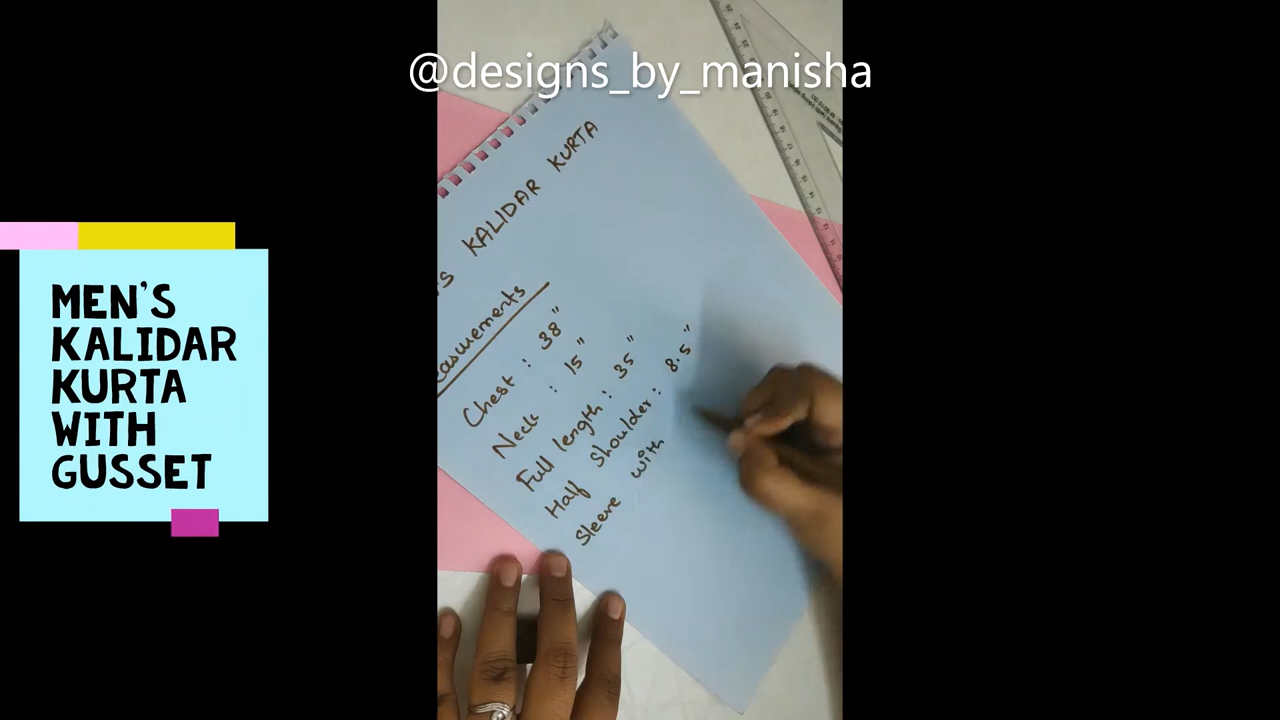 @designs_by_manisha
MEN'S
KALIDAR
KURTA
WITH
GUSSET
KALIDAR KURTA
Chest : 38"
Neck : 15"
Full length : 35"
Half shoulder : 8.5"
Sleeve with